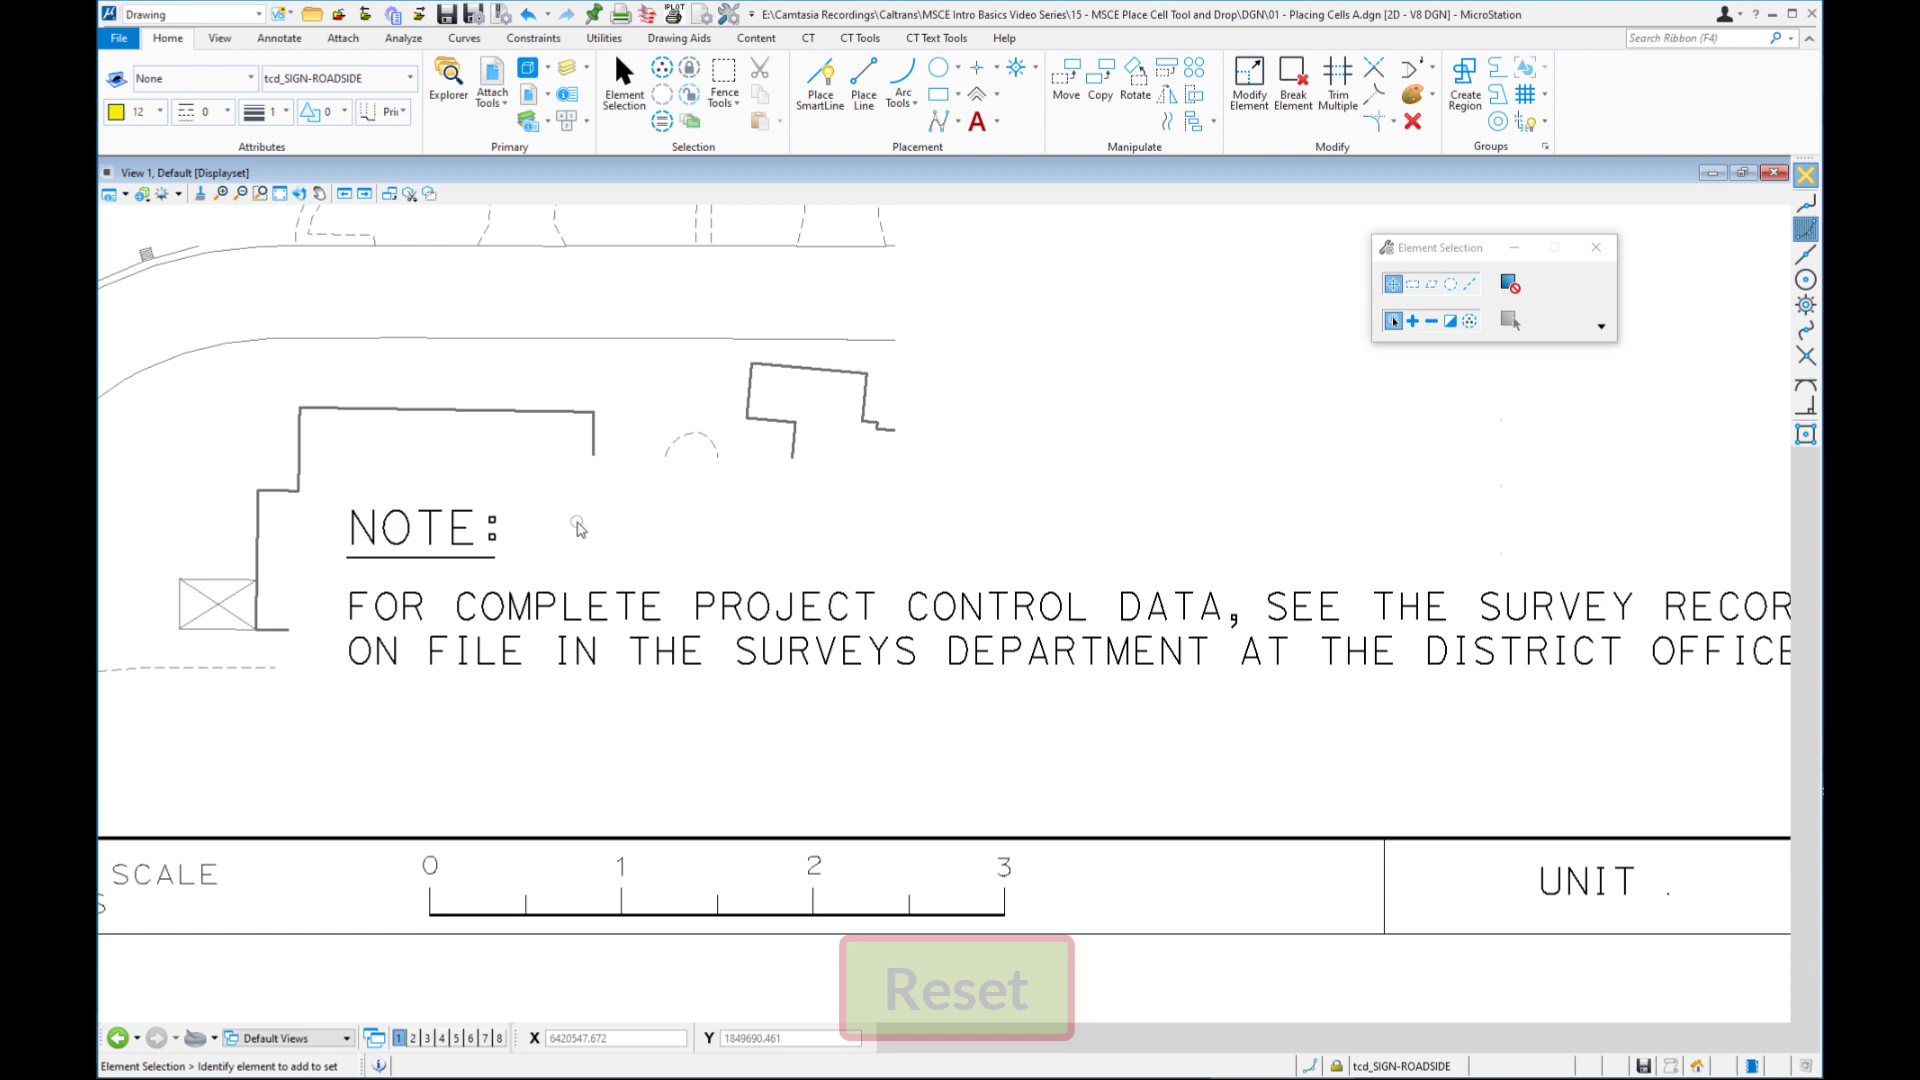 Drawing
IPLOT
E:\Camtasia Recordings\Caltrans\MSCE Intro Basics Video Series\15 - MSCE Place Cell Tool and Drop\DGN\01 - Placing Cells A.dgn [2D - V8 DGN] - MicroStation
File Home View Annotate Attach Analyze Curves Constraints Utilities Drawing Aids Content CT CT Tools CT Text Tools Help
Search Ribbon (F4)
None tcd_SIGN-ROADSIDE
12 0 1 0 Pri
Explorer Attach Tools
Element Selection Fence Tools
Place SmartLine Place Line Arc Tools
Move Copy Rotate
Modify Element Break Element Trim Multiple
Create Region
Attributes Primary Selection Placement Manipulate Modify Groups
View 1, Default [Displayset]
Element Selection
NOTE:
FOR COMPLETE PROJECT CONTROL DATA, SEE THE SURVEY RECOR
ON FILE IN THE SURVEYS DEPARTMENT AT THE DISTRICT OFFICE
SCALE
S
0 1 2 3
UNIT .
Reset
Default Views 1 2 3 4 5 6 7 8 X 6420547.672 Y 1849690.461
Element Selection > Identify element to add to set
tcd_SIGN-ROADSIDE